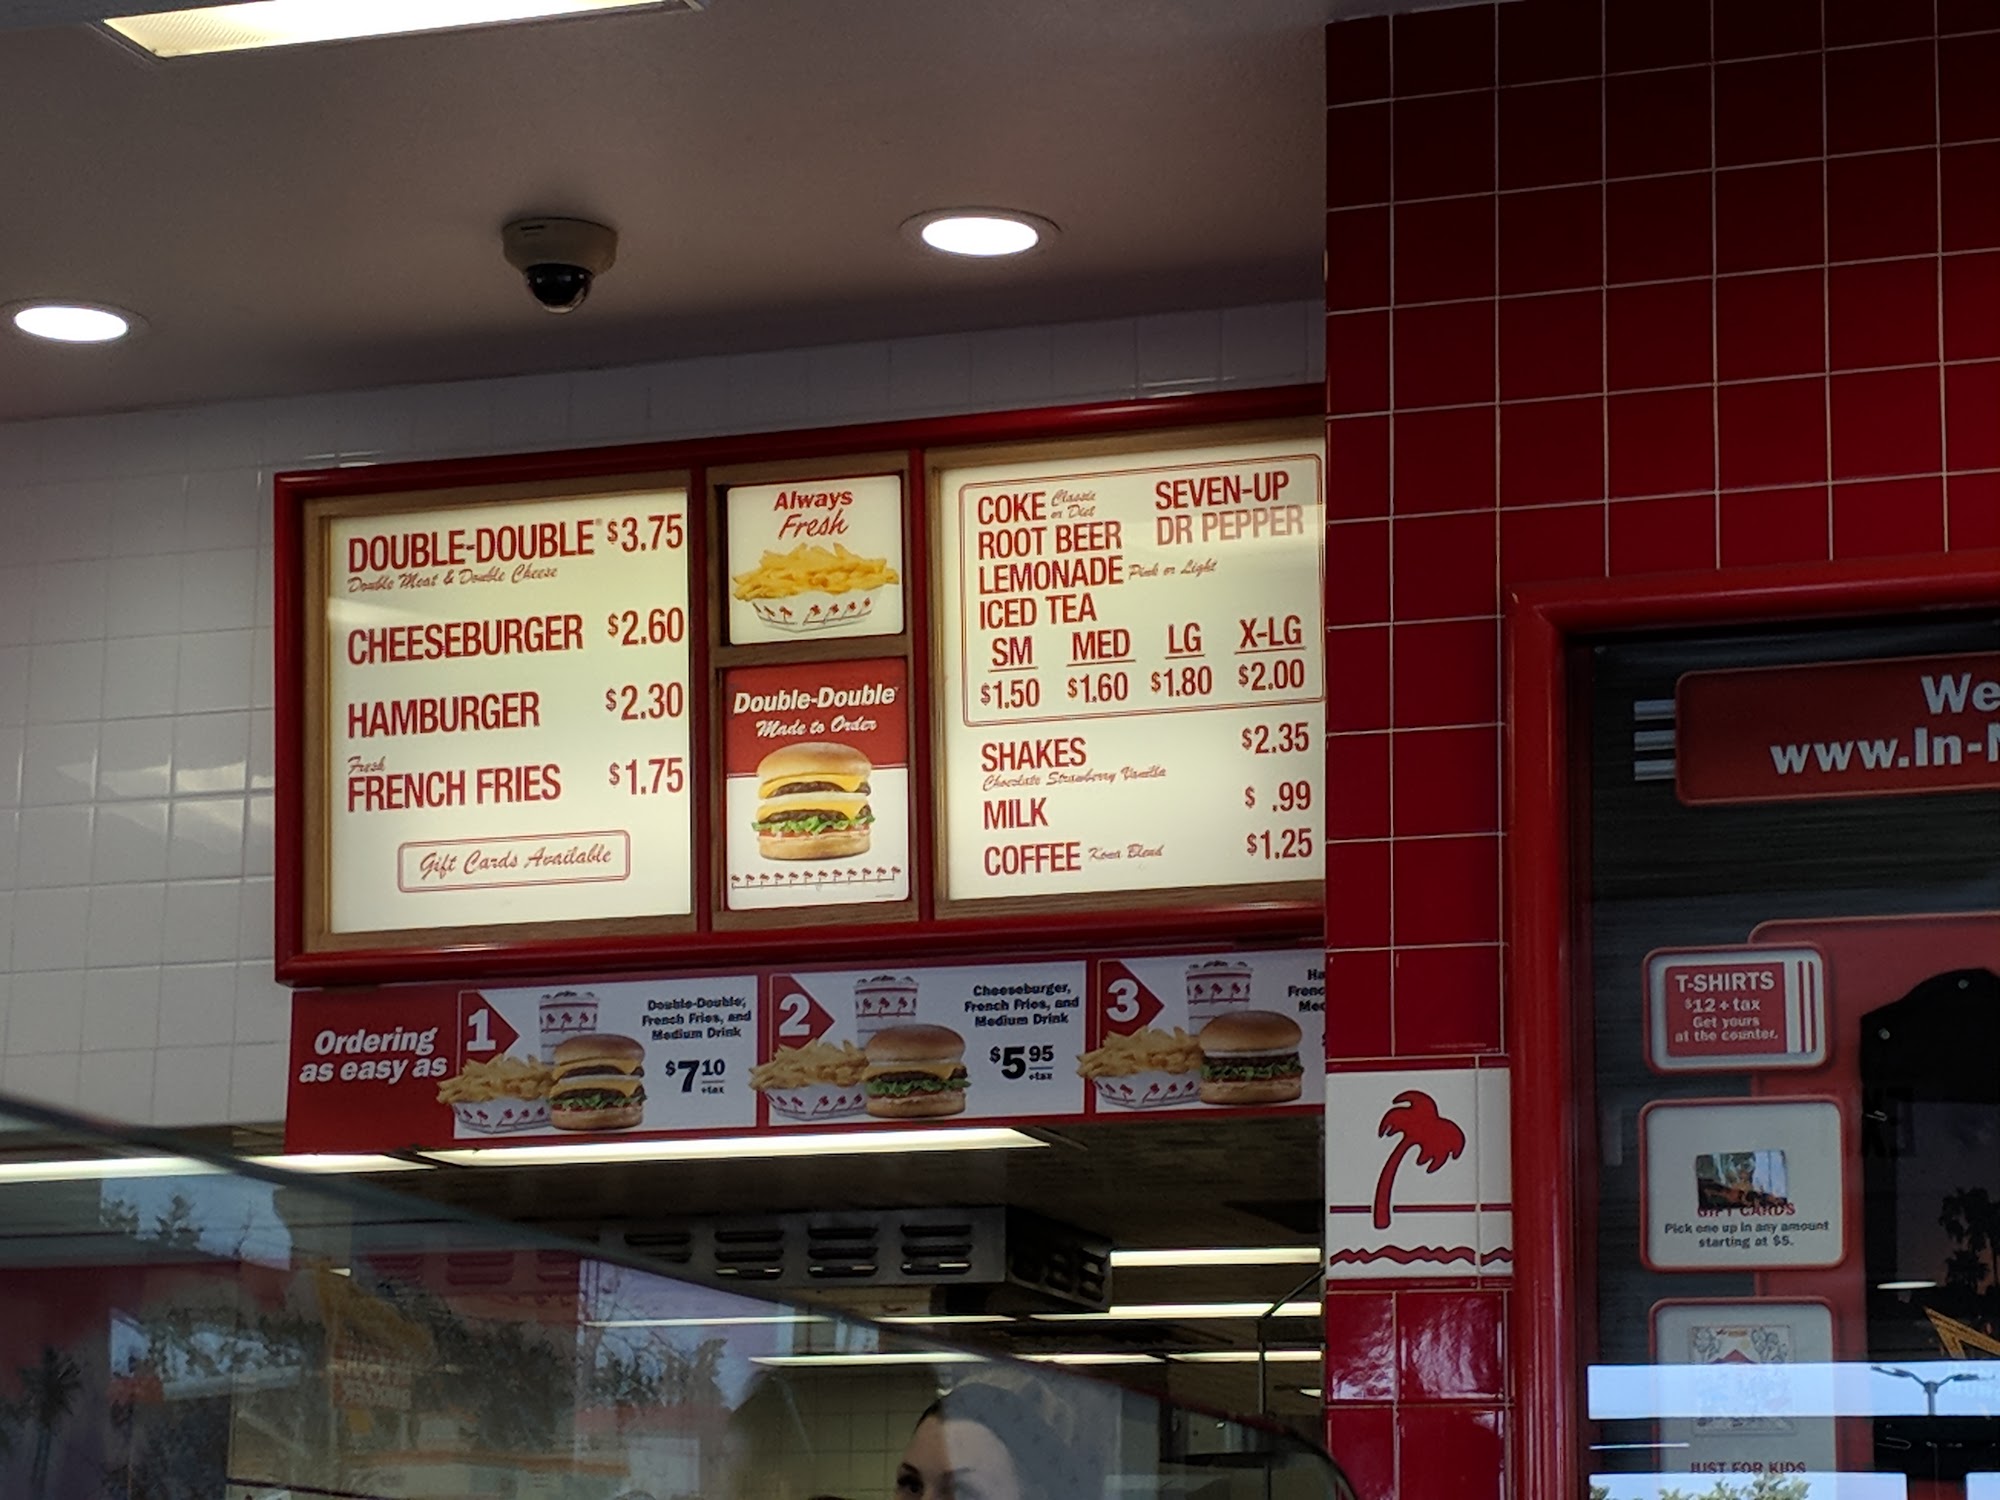 DOUBLE-DOUBLE® $3.75
Double Meat & Double Cheese
CHEESEBURGER $2.60
HAMBURGER $2.30
Fresh
FRENCH FRIES $1.75
Gift Cards Available
Always
Fresh
Double-Double®
Made to Order
COKE Classic or Diet SEVEN-UP
ROOT BEER DR PEPPER
LEMONADE Pink or Light
ICED TEA
SM MED LG X-LG
$1.50 $1.60 $1.80 $2.00
SHAKES $2.35
Chocolate Strawberry Vanilla
MILK $ .99
COFFEE Kona Blend $1.25
Ordering
as easy as
1
Double-Double,
French Fries, and
Medium Drink
$7.10
+tax
2
Cheeseburger,
French Fries, and
Medium Drink
$5.95
+tax
3
Ha
Frenc
Med
We
www.In-N
T-SHIRTS
$12 + tax
Get yours
at the counter.
GIFT CARDS
Pick one up in any amount
starting at $5.
JUST FOR KIDS